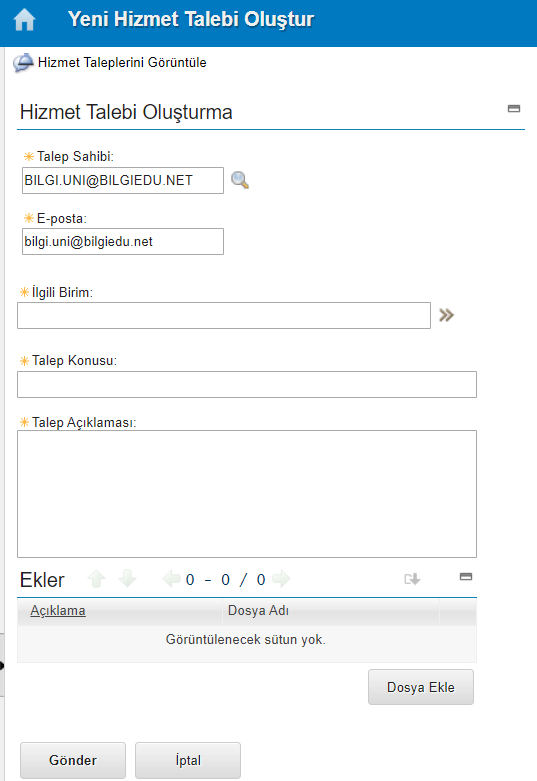 Yeni Hizmet Talebi Oluştur
Hizmet Taleplerini Görüntüle
Hizmet Talebi Oluşturma
Talep Sahibi:
BILGI.UNI@BILGIEDU.NET
E-posta:
bilgi.uni@bilgiedu.net
İlgili Birim:
Talep Konusu:
Talep Açıklaması:
Ekler 0 - 0 / 0
Açıklama Dosya Adı
Görüntülenecek sütun yok.
Dosya Ekle
Gönder İptal